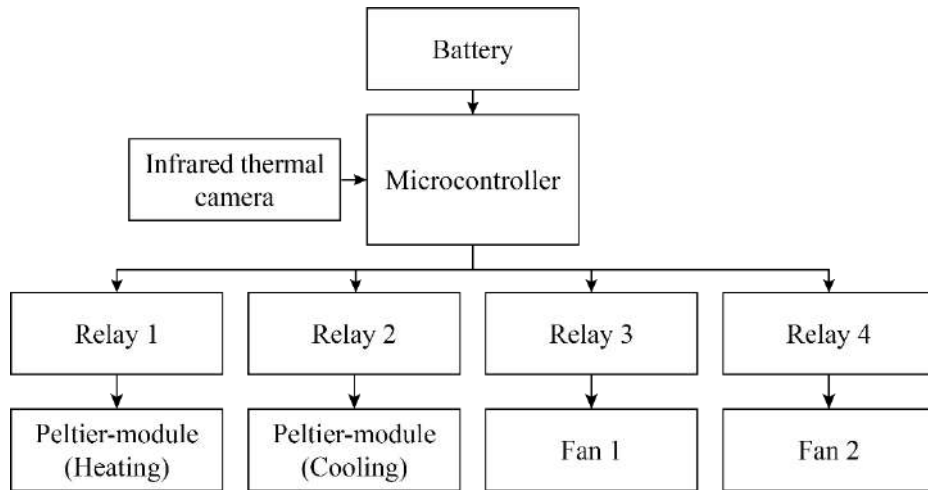 Battery
Infrared thermal
camera
Microcontroller
Relay 1
Relay 2
Relay 3
Relay 4
Peltier-module
(Heating)
Peltier-module
(Cooling)
Fan 1
Fan 2